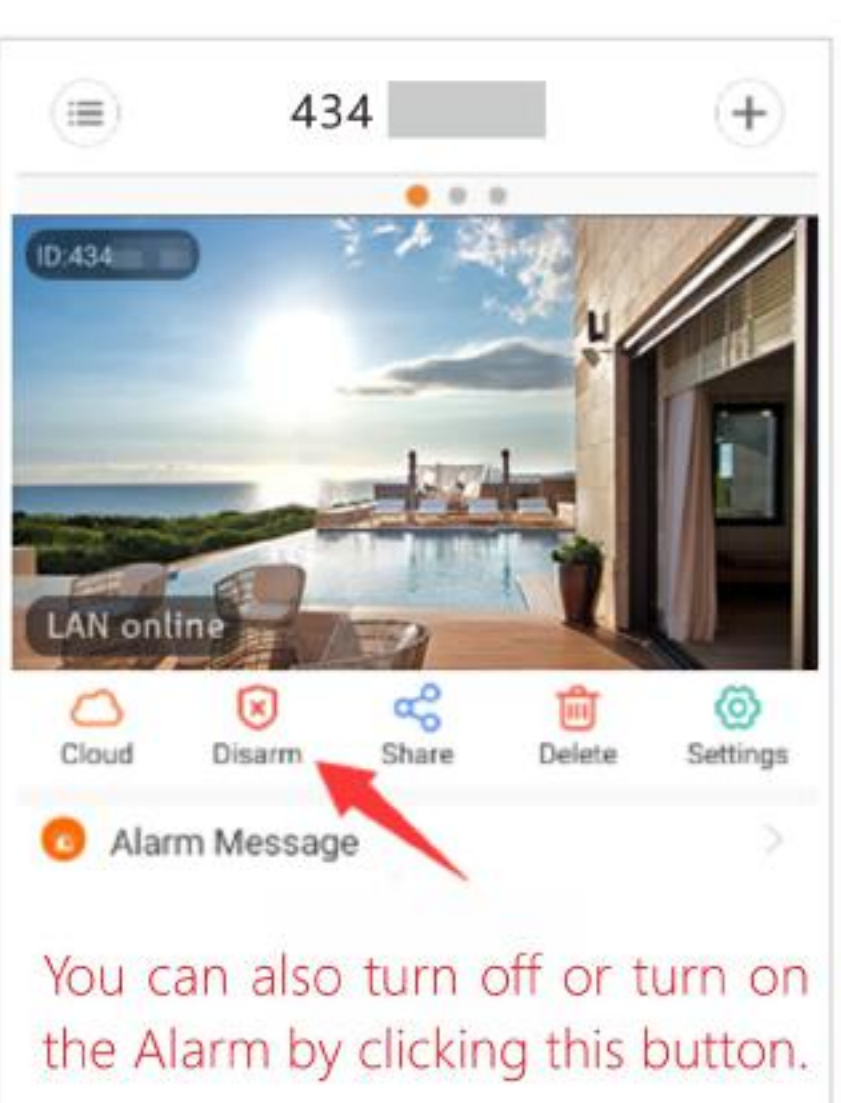 434
ID:434
LAN online
Cloud Disarm Share Delete Settings
Alarm Message
You can also turn off or turn on
the Alarm by clicking this button.